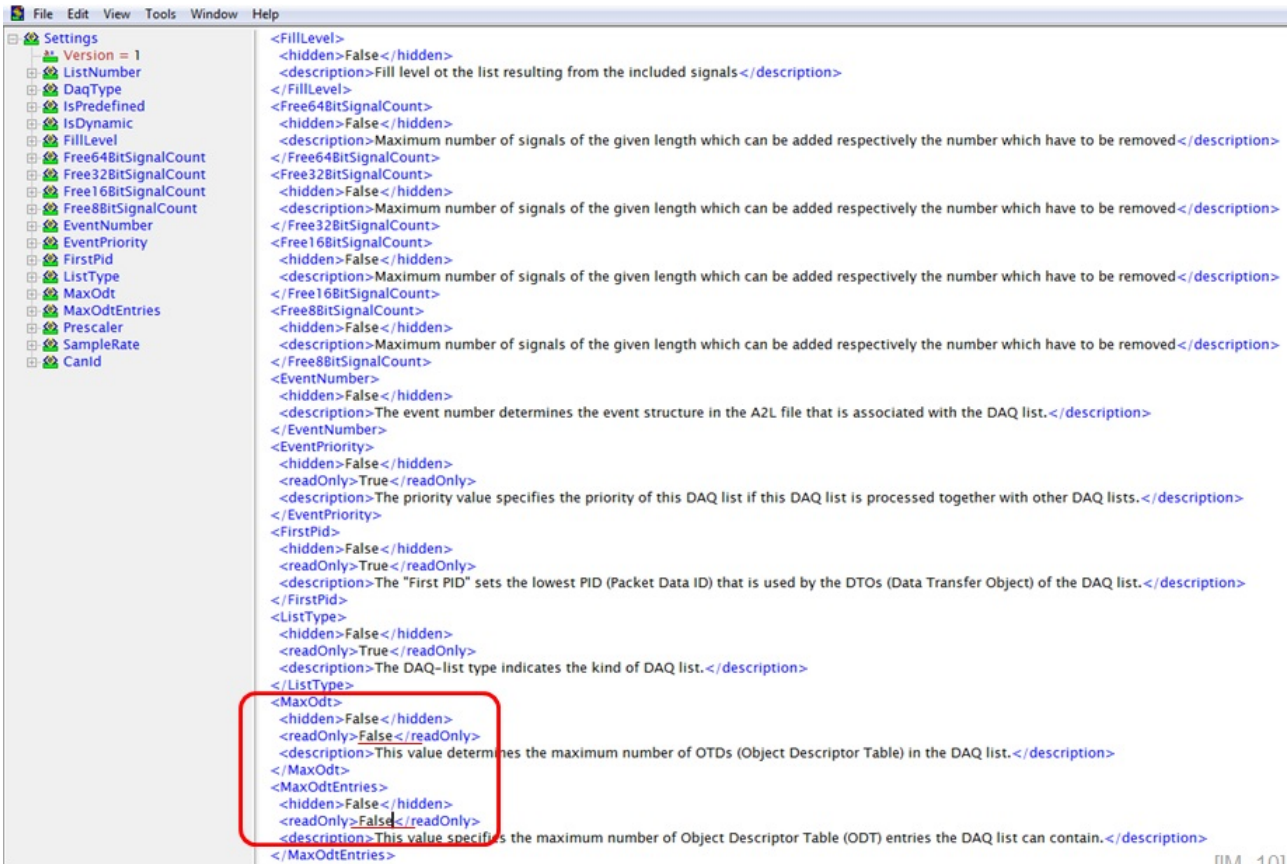 File Edit View Tools Window Help
Settings
Version = 1
ListNumber
DaqType
IsPredefined
IsDynamic
FillLevel
Free64BitSignalCount
Free32BitSignalCount
Free16BitSignalCount
Free8BitSignalCount
EventNumber
EventPriority
FirstPid
ListType
MaxOdt
MaxOdtEntries
Prescaler
SampleRate
CanId
<FillLevel>
<hidden>False</hidden>
<description>Fill level ot the list resulting from the included signals</description>
</FillLevel>
<Free64BitSignalCount>
<hidden>False</hidden>
<description>Maximum number of signals of the given length which can be added respectively the number which have to be removed</description>
</Free64BitSignalCount>
<Free32BitSignalCount>
<hidden>False</hidden>
<description>Maximum number of signals of the given length which can be added respectively the number which have to be removed</description>
</Free32BitSignalCount>
<Free16BitSignalCount>
<hidden>False</hidden>
<description>Maximum number of signals of the given length which can be added respectively the number which have to be removed</description>
</Free16BitSignalCount>
<Free8BitSignalCount>
<hidden>False</hidden>
<description>Maximum number of signals of the given length which can be added respectively the number which have to be removed</description>
</Free8BitSignalCount>
<EventNumber>
<hidden>False</hidden>
<description>The event number determines the event structure in the A2L file that is associated with the DAQ list.</description>
</EventNumber>
<EventPriority>
<hidden>False</hidden>
<readOnly>True</readOnly>
<description>The priority value specifies the priority of this DAQ list if this DAQ list is processed together with other DAQ lists.</description>
</EventPriority>
<FirstPid>
<hidden>False</hidden>
<readOnly>True</readOnly>
<description>The "First PID" sets the lowest PID (Packet Data ID) that is used by the DTOs (Data Transfer Object) of the DAQ list.</description>
</FirstPid>
<ListType>
<hidden>False</hidden>
<readOnly>True</readOnly>
<description>The DAQ-list type indicates the kind of DAQ list.</description>
</ListType>
<MaxOdt>
<hidden>False</hidden>
<readOnly>False</readOnly>
<description>This value determines the maximum number of OTDs (Object Descriptor Table) in the DAQ list.</description>
</MaxOdt>
<MaxOdtEntries>
<hidden>False</hidden>
<readOnly>False</readOnly>
<description>This value specifies the maximum number of Object Descriptor Table (ODT) entries the DAQ list can contain.</description>
</MaxOdtEntries>